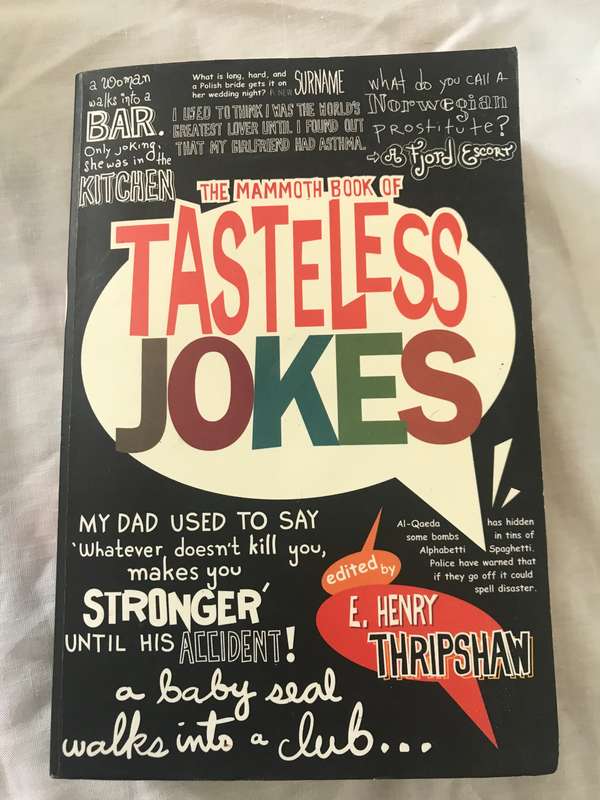 a woman
walks into a
BAR.
Only joking,
she was in the
KITCHEN
What is long, hard, and
a Polish bride gets it on
her wedding night? A NEW SURNAME
I USED TO THINK I WAS THE WORLD'S
GREATEST LOVER UNTIL I FOUND OUT
THAT MY GIRLFRIEND HAD ASTHMA.
what do you call a
Norwegian
prostitute?
A Fjord Escort
THE MAMMOTH BOOK OF
TASTELESS
JOKES
MY DAD USED TO SAY
'Whatever doesn't kill you,
makes you
STRONGER'
UNTIL HIS ACCIDENT!
a baby seal
walks into a club...
edited by
E. HENRY
THRIPSHAW
Al-Qaeda has hidden
some bombs in tins of
Alphabetti Spaghetti.
Police have warned that
if they go off it could
spell disaster.